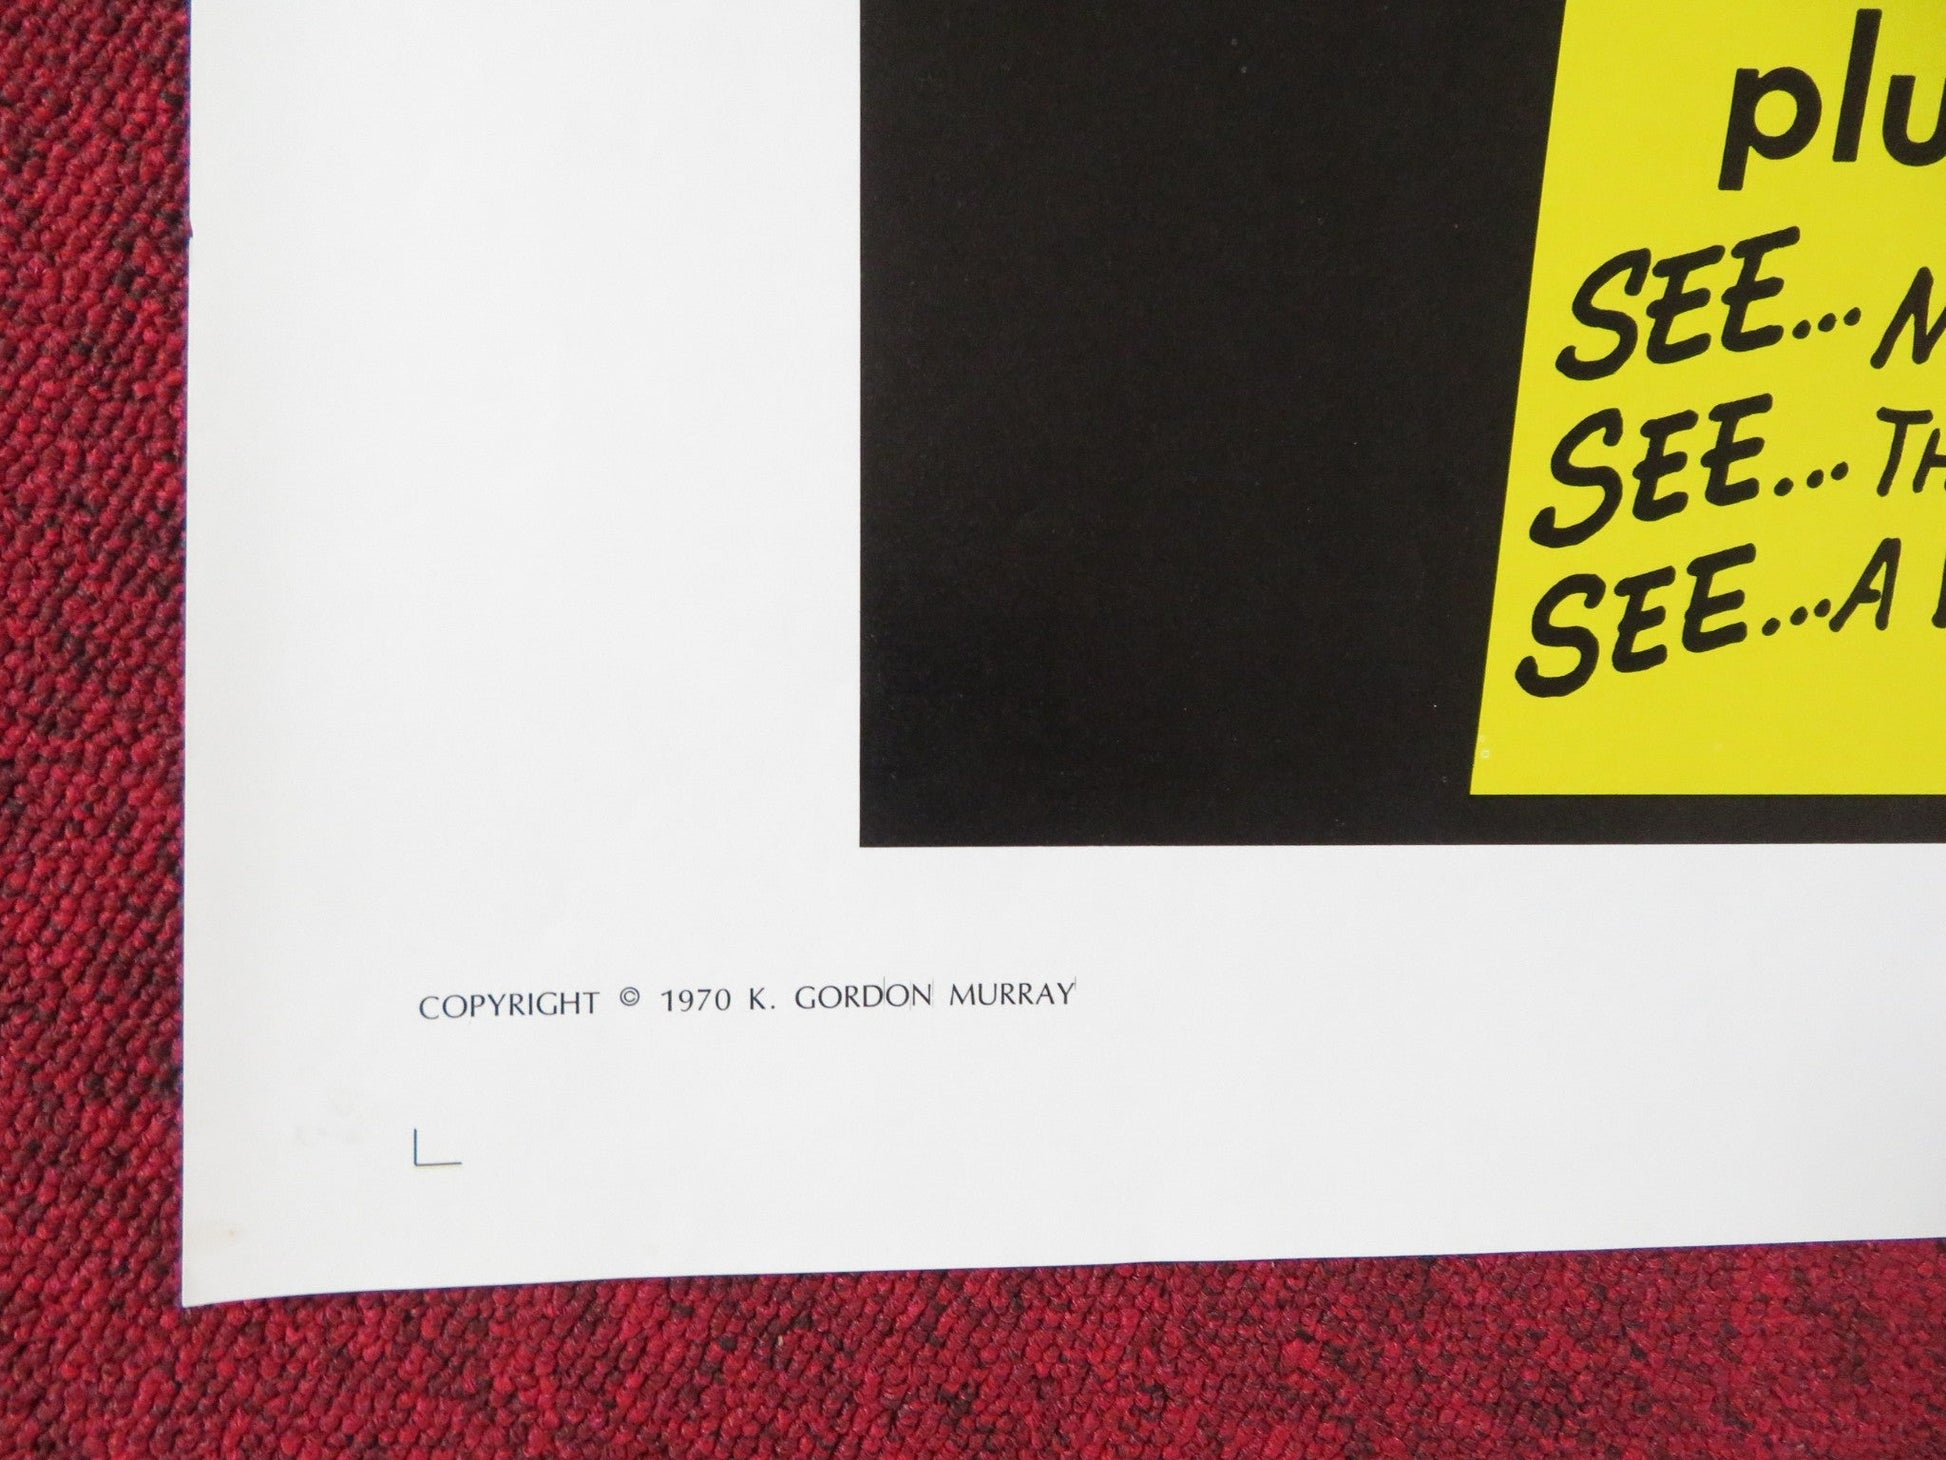 plu
SEE...
SEE... TH
SEE...A
COPYRIGHT © 1970 K. GORDON MURRAY